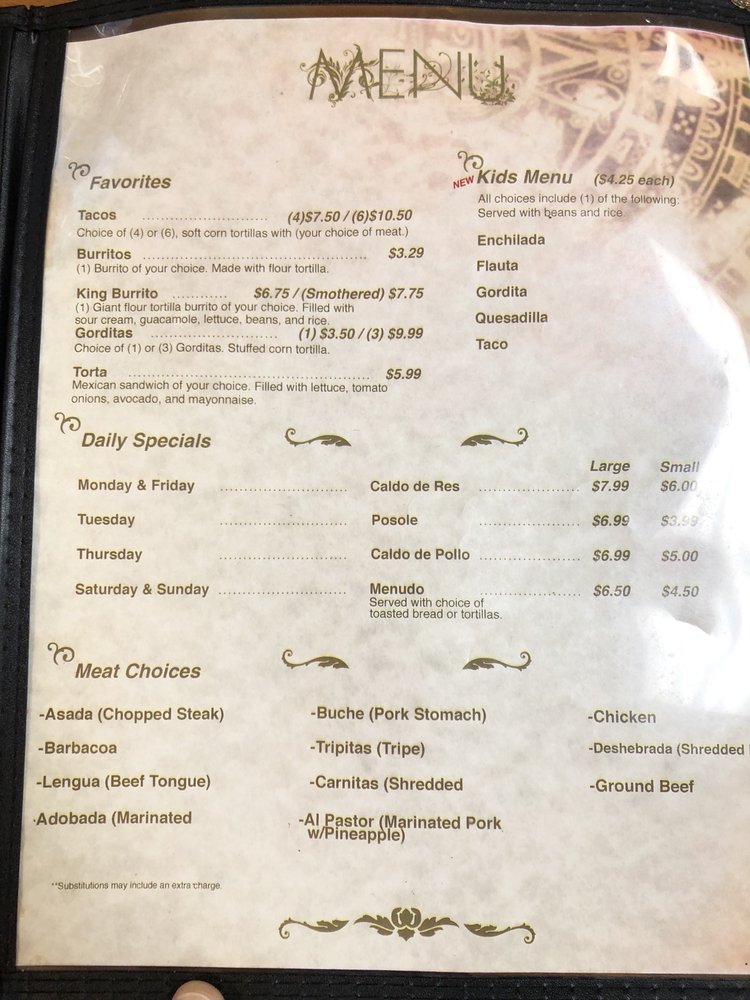 MENU
Favorites
Tacos ........................... (4)$7.50 / (6)$10.50
Choice of (4) or (6), soft corn tortillas with (your choice of meat.)
Burritos .................................................. $3.29
(1) Burrito of your choice. Made with flour tortilla.
King Burrito ............ $6.75 / (Smothered) $7.75
(1) Giant flour tortilla burrito of your choice. Filled with
sour cream, guacamole, lettuce, beans, and rice.
Gorditas ........................... (1) $3.50 / (3) $9.99
Choice of (1) or (3) Gorditas. Stuffed corn tortilla.
Torta .................................................... $5.99
Mexican sandwich of your choice. Filled with lettuce, tomato
onions, avocado, and mayonnaise.
NEW Kids Menu ($4.25 each)
All choices include (1) of the following:
Served with beans and rice.
Enchilada
Flauta
Gordita
Quesadilla
Taco
Daily Specials
Large Small
Monday & Friday ........................... Caldo de Res ..................... $7.99 $6.00
Tuesday ........................... Posole ..................... $6.99 $3.99
Thursday ........................... Caldo de Pollo ..................... $6.99 $5.00
Saturday & Sunday ........................... Menudo ..................... $6.50 $4.50
Served with choice of
toasted bread or tortillas.
Meat Choices
-Asada (Chopped Steak)
-Barbacoa
-Lengua (Beef Tongue)
-Adobada (Marinated
-Buche (Pork Stomach)
-Tripitas (Tripe)
-Carnitas (Shredded
-Al Pastor (Marinated Pork
w/Pineapple)
-Chicken
-Deshebrada (Shredded
-Ground Beef
**Substitutions may include an extra charge.